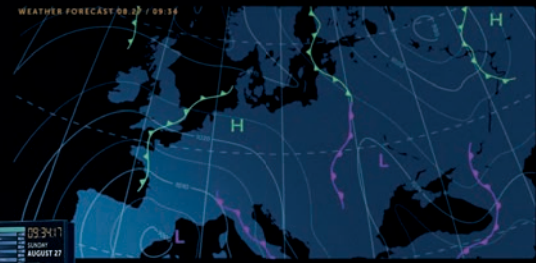 WEATHER FORECAST 08.27 / 09:34
H
H
L
L
09:34:17
SUNDAY
AUGUST 27